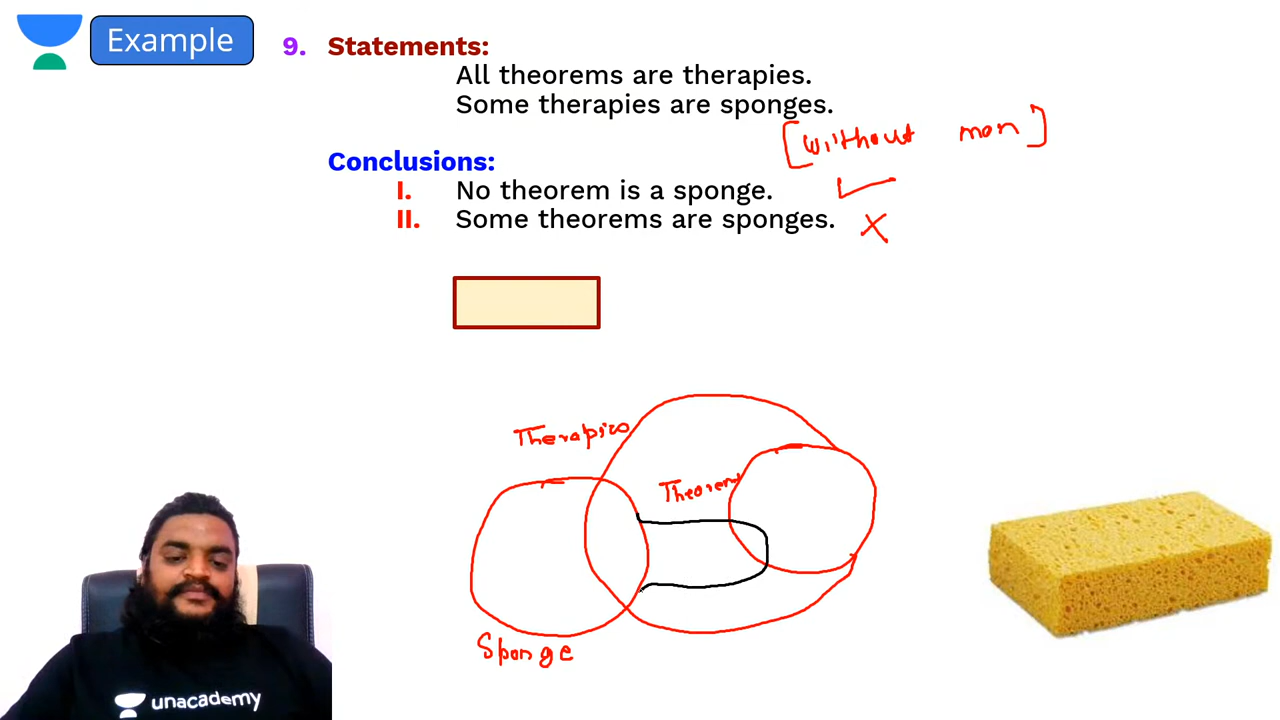 Example
9. Statements:
All theorems are therapies.
Some therapies are sponges.
[without man]
Conclusions:
I. No theorem is a sponge.
II. Some theorems are sponges.
Therapies
Theorem
Sponge
unacademy